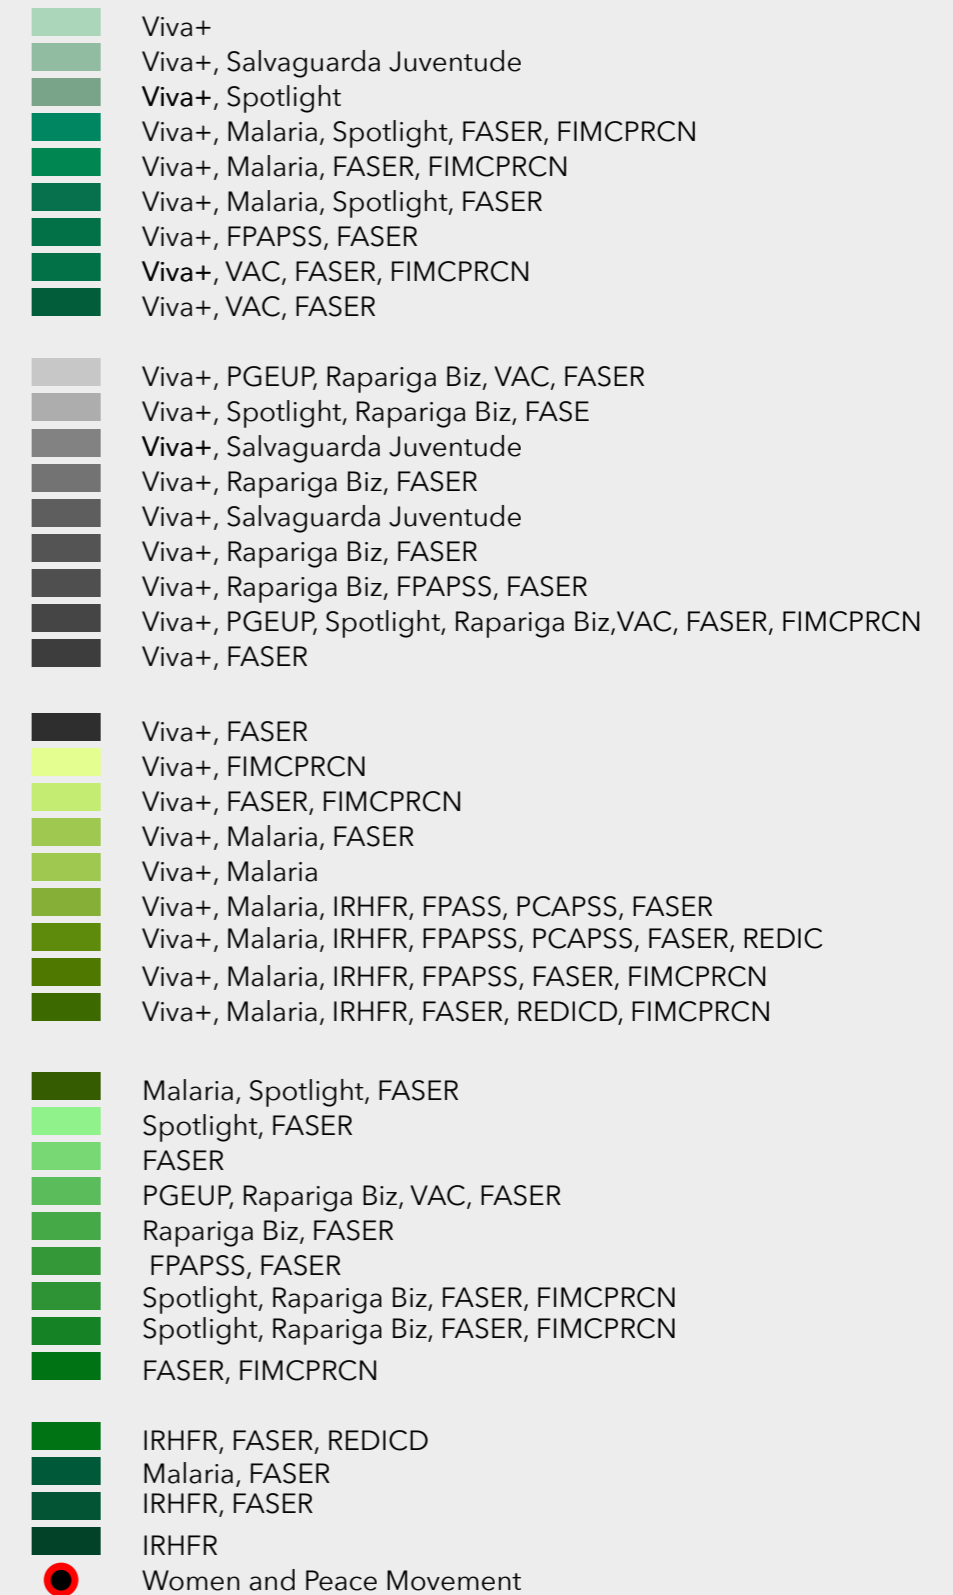 Viva+
Viva+, Salvaguarda Juventude
Viva+, Spotlight
Viva+, Malaria, Spotlight, FASER, FIMCPRCN
Viva+, Malaria, FASER, FIMCPRCN
Viva+, Malaria, Spotlight, FASER
Viva+, FPAPSS, FASER
Viva+, VAC, FASER, FIMCPRCN
Viva+, VAC, FASER
Viva+, PGEUP, Rapariga Biz, VAC, FASER
Viva+, Spotlight, Rapariga Biz, FASE
Viva+, Salvaguarda Juventude
Viva+, Rapariga Biz, FASER
Viva+, Salvaguarda Juventude
Viva+, Rapariga Biz, FASER
Viva+, Rapariga Biz, FPAPSS, FASER
Viva+, PGEUP, Spotlight, Rapariga Biz,VAC, FASER, FIMCPRCN
Viva+, FASER
Viva+, FASER
Viva+, FIMCPRCN
Viva+, FASER, FIMCPRCN
Viva+, Malaria, FASER
Viva+, Malaria
Viva+, Malaria, IRHFR, FPASS, PCAPSS, FASER
Viva+, Malaria, IRHFR, FPAPSS, PCAPSS, FASER, REDIC
Viva+, Malaria, IRHFR, FPAPSS, FASER, FIMCPRCN
Viva+, Malaria, IRHFR, FASER, REDICD, FIMCPRCN
Malaria, Spotlight, FASER
Spotlight, FASER
FASER
PGEUP, Rapariga Biz, VAC, FASER
Rapariga Biz, FASER
FPAPSS, FASER
Spotlight, Rapariga Biz, FASER, FIMCPRCN
Spotlight, Rapariga Biz, FASER, FIMCPRCN
FASER, FIMCPRCN
IRHFR, FASER, REDICD
Malaria, FASER
IRHFR, FASER
IRHFR
Women and Peace Movement